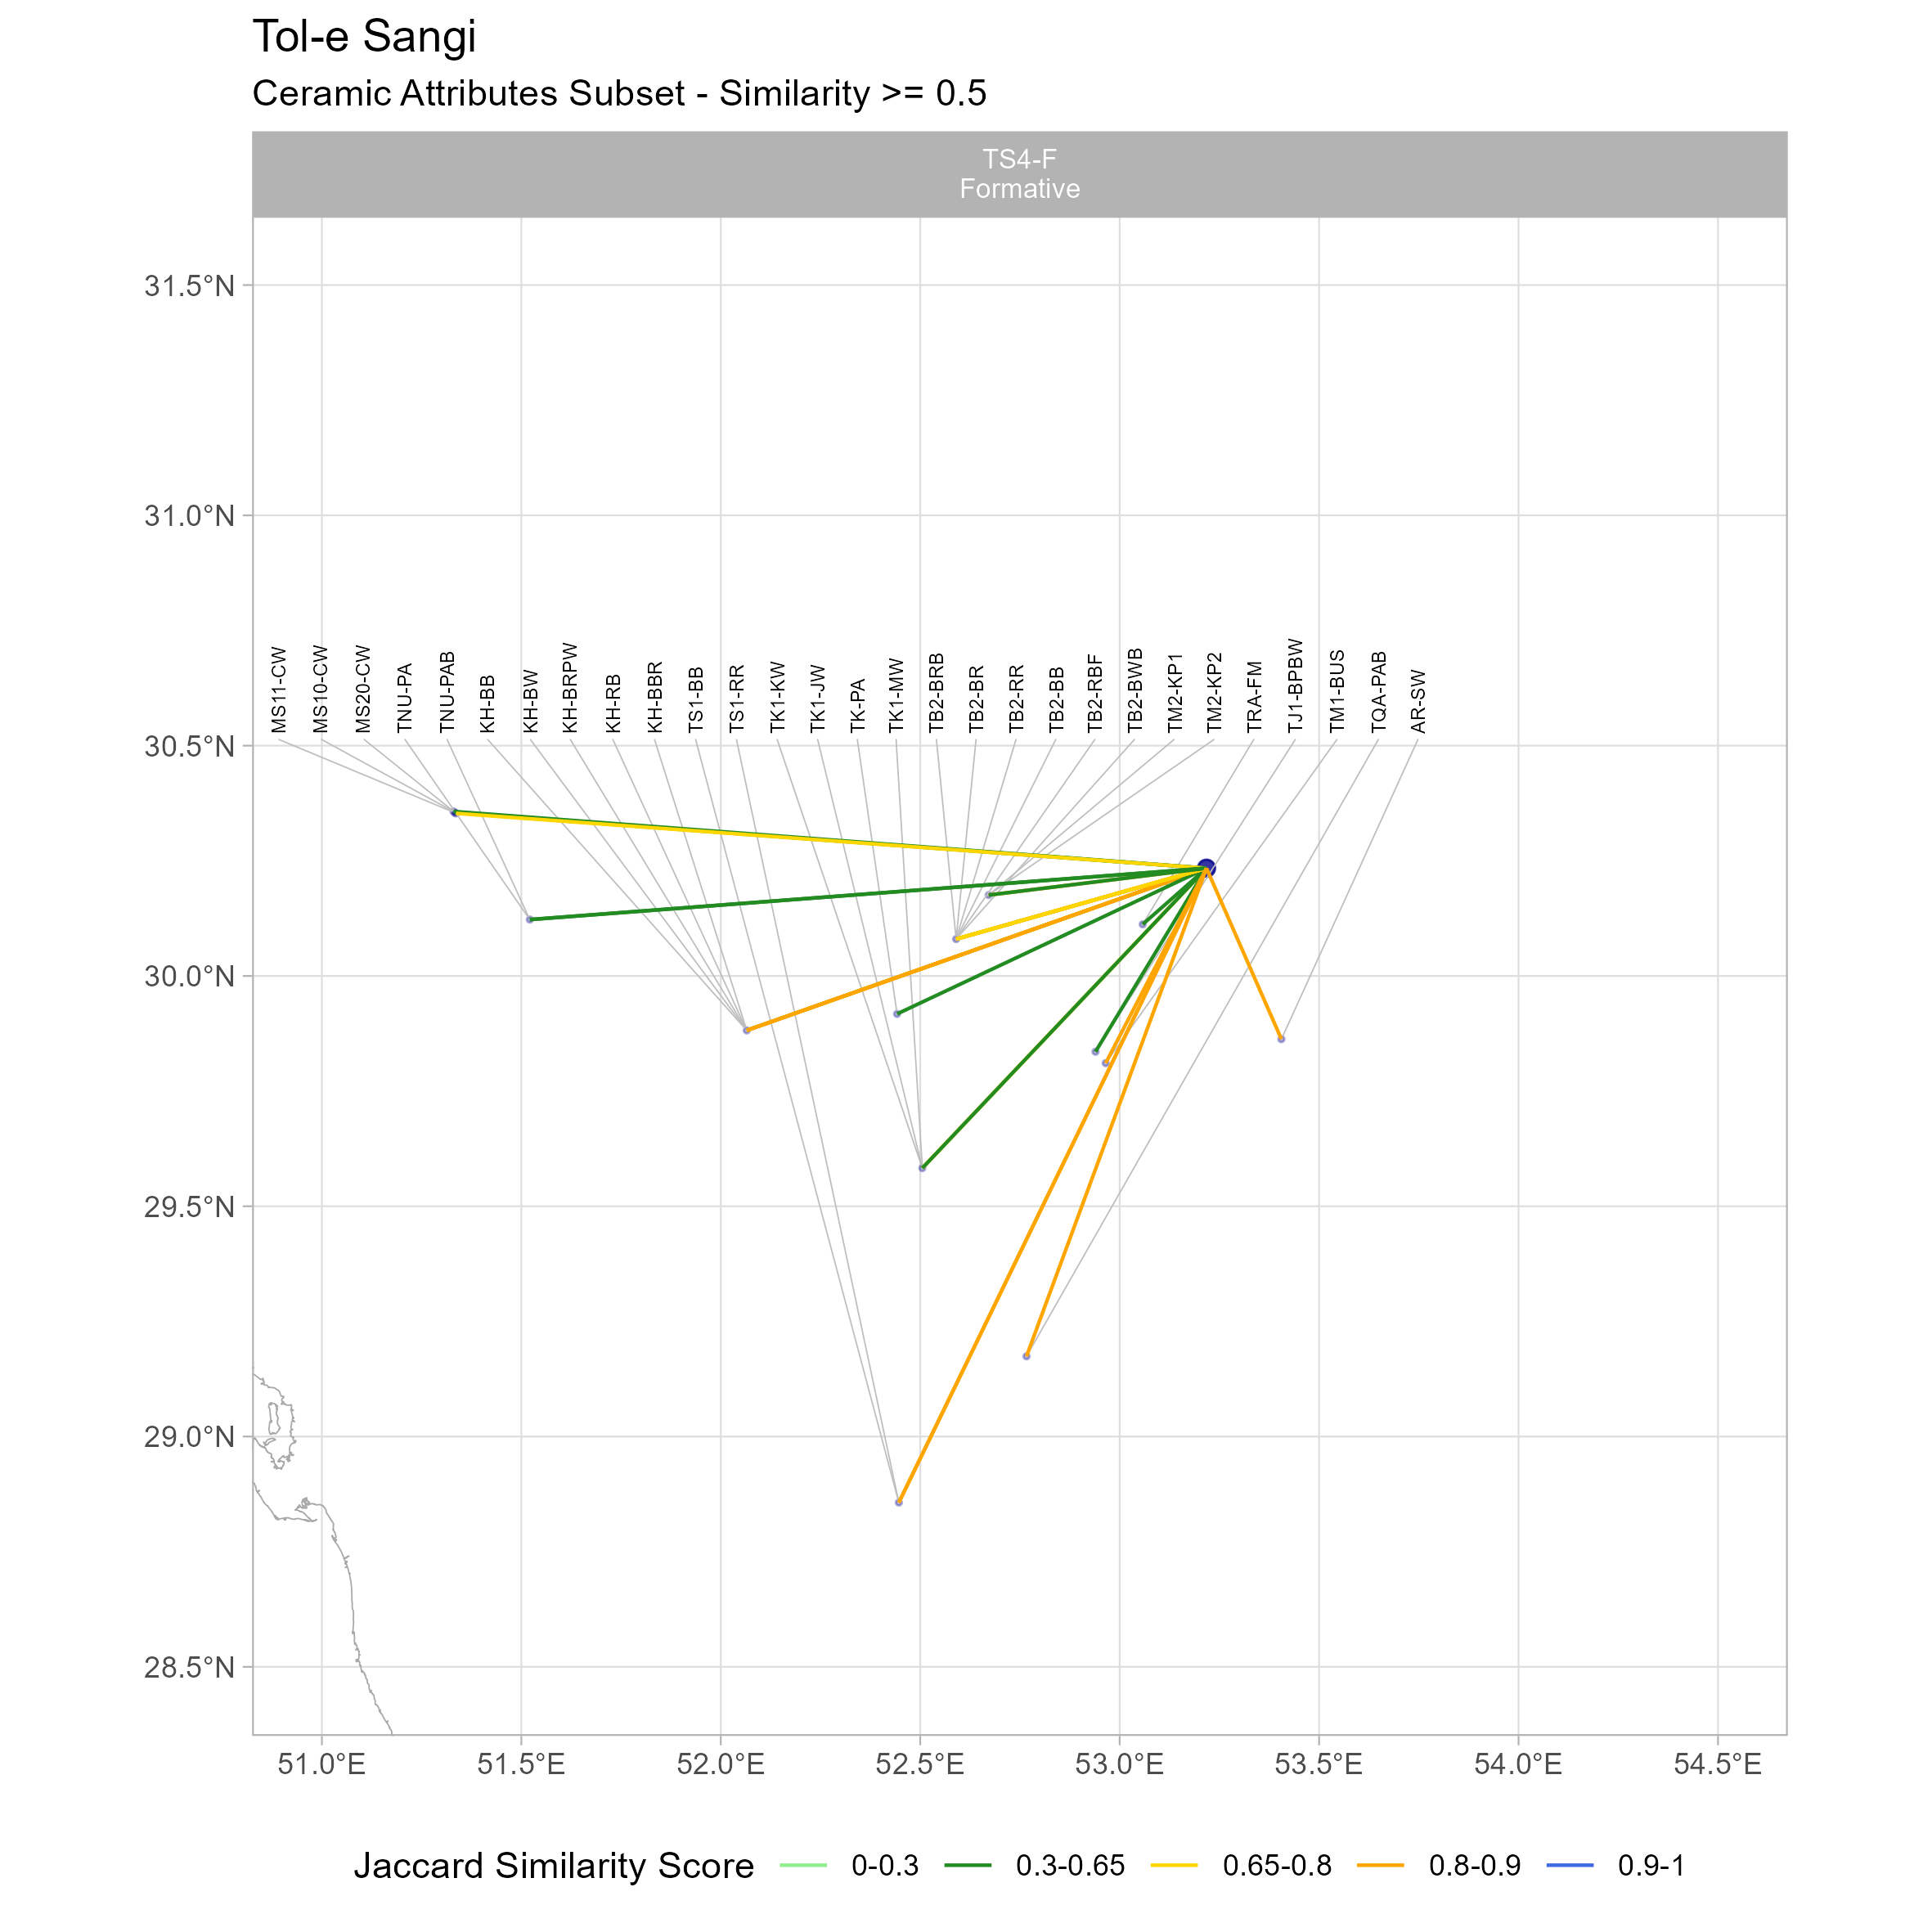 Tol-e Sangi
Ceramic Attributes Subset - Similarity >= 0.5
TS4-F
Formative
31.5°N
31.0°N
30.5°N
30.0°N
29.5°N
29.0°N
28.5°N
MS11-CW
MS10-CW
MS20-CW
TNU-PA
TNU-PAB
KH-BB
KH-BW
KH-BRPW
KH-RB
KH-BBR
TS1-BB
TS1-RR
TK1-KW
TK1-JW
TK-PA
TK1-MW
TB2-BRB
TB2-BR
TB2-RR
TB2-BB
TB2-RBF
TB2-BWB
TM2-KP1
TM2-KP2
TRA-FM
TJ1-BPBW
TM1-BUS
TQA-PAB
AR-SW
51.0°E 51.5°E 52.0°E 52.5°E 53.0°E 53.5°E 54.0°E 54.5°E
Jaccard Similarity Score 0-0.3 0.3-0.65 0.65-0.8 0.8-0.9 0.9-1